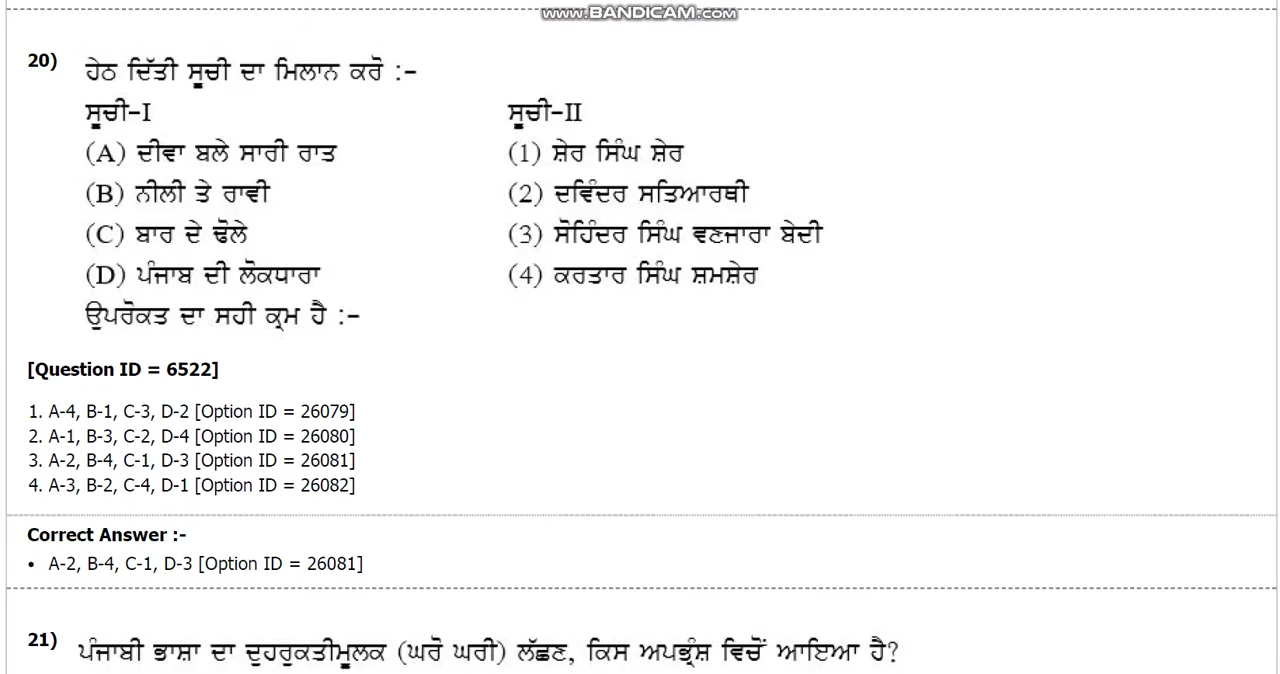 www.BANDICAM.com
20) ਹੇਠ ਦਿੱਤੀ ਸੂਚੀ ਦਾ ਮਿਲਾਨ ਕਰੋ :-
ਸੂਚੀ-I ਸੂਚੀ-II
(A) ਦੀਵਾ ਬਲੇ ਸਾਰੀ ਰਾਤ (1) ਸ਼ੇਰ ਸਿੰਘ ਸ਼ੇਰ
(B) ਨੀਲੀ ਤੇ ਰਾਵੀ (2) ਦਵਿੰਦਰ ਸਤਿਆਰਥੀ
(C) ਬਾਰ ਦੇ ਢੋਲੇ (3) ਸੋਹਿੰਦਰ ਸਿੰਘ ਵਣਜਾਰਾ ਬੇਦੀ
(D) ਪੰਜਾਬ ਦੀ ਲੋਕਧਾਰਾ (4) ਕਰਤਾਰ ਸਿੰਘ ਸ਼ਮਸ਼ੇਰ
ਉਪਰੋਕਤ ਦਾ ਸਹੀ ਕ੍ਰਮ ਹੈ :-
[Question ID = 6522]
1. A-4, B-1, C-3, D-2 [Option ID = 26079]
2. A-1, B-3, C-2, D-4 [Option ID = 26080]
3. A-2, B-4, C-1, D-3 [Option ID = 26081]
4. A-3, B-2, C-4, D-1 [Option ID = 26082]
Correct Answer :-
• A-2, B-4, C-1, D-3 [Option ID = 26081]
21) ਪੰਜਾਬੀ ਭਾਸ਼ਾ ਦਾ ਦੁਹਰੁਕਤੀਮੂਲਕ (ਘਰੋ ਘਰੀ) ਲੱਛਣ, ਕਿਸ ਅਪਭ੍ਰੰਸ਼ ਵਿਚੋਂ ਆਇਆ ਹੈ?